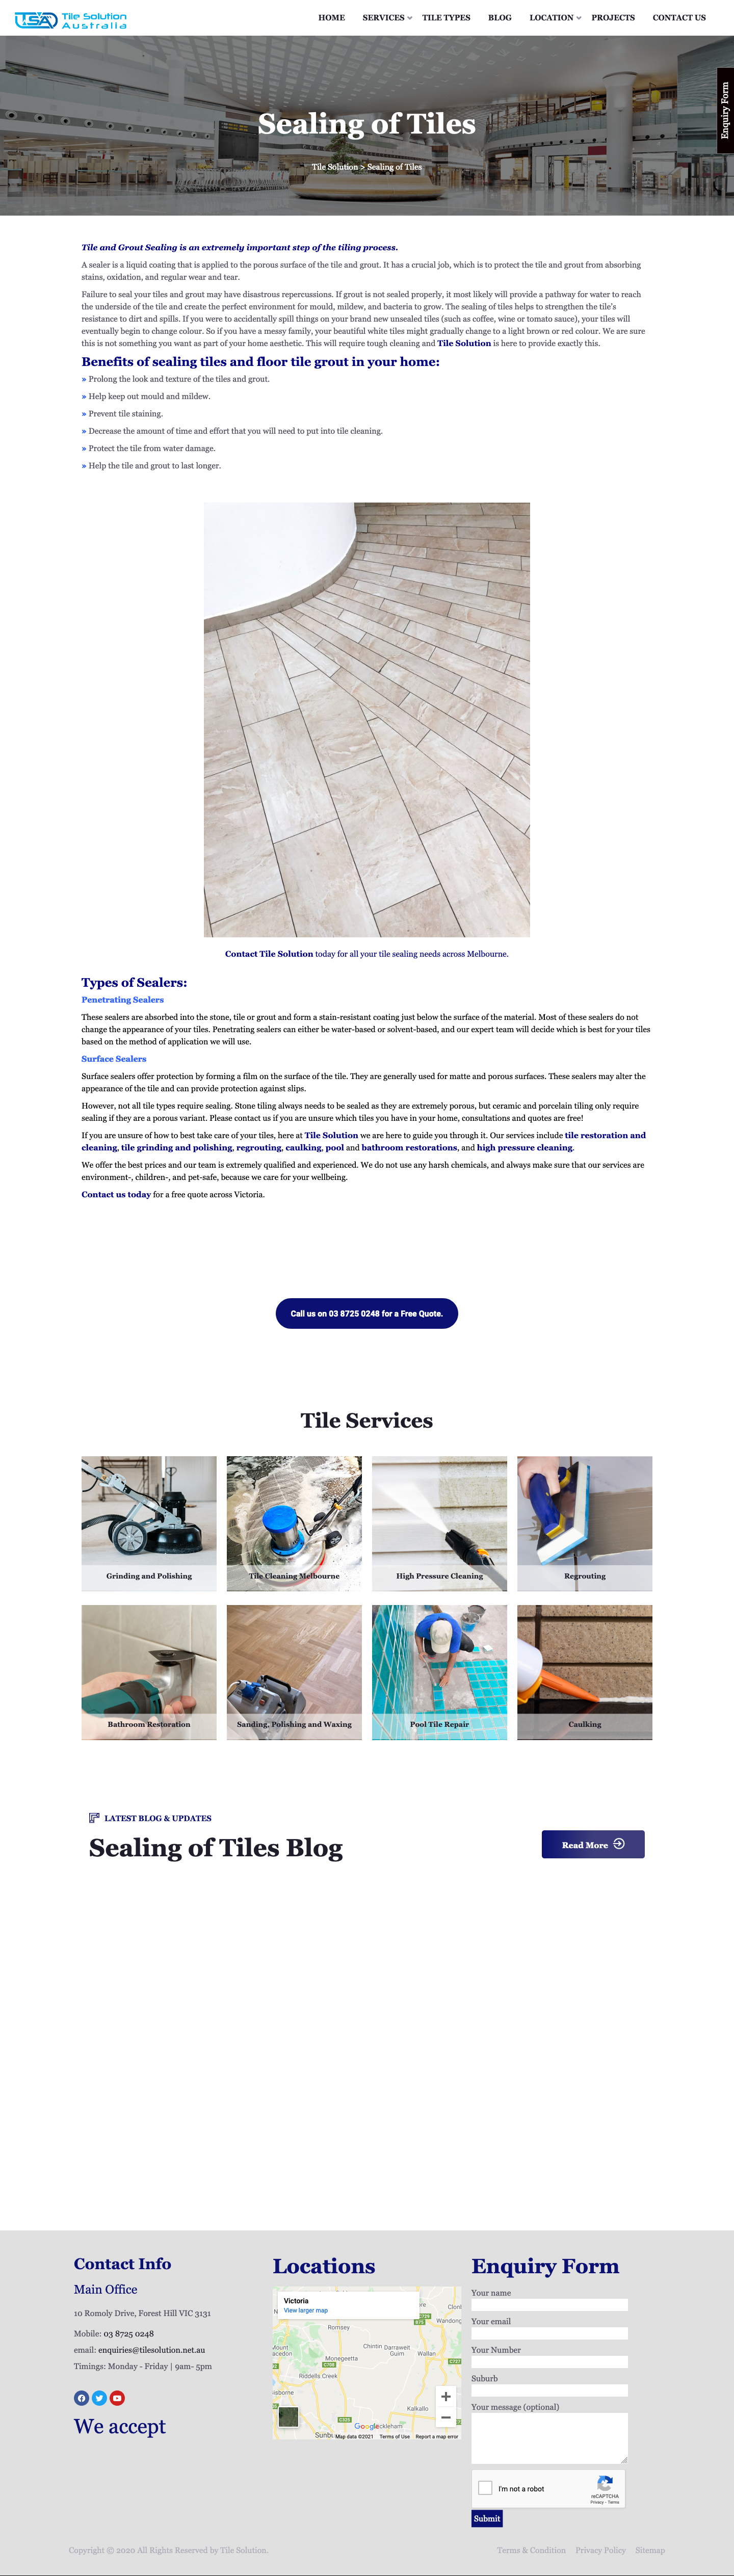 TSA Tile Solution
Australia
HOME SERVICES TILE TYPES BLOG LOCATION PROJECTS CONTACT US
Enquiry Form
Sealing of Tiles
Tile Solution > Sealing of Tiles
Tile and Grout Sealing is an extremely important step of the tiling process.
A sealer is a liquid coating that is applied to the porous surface of the tile and grout. It has a crucial job, which is to protect the tile and grout from absorbing
stains, oxidation, and regular wear and tear.
Failure to seal your tiles and grout may have disastrous repercussions. If grout is not sealed properly, it most likely will provide a pathway for water to reach
the underside of the tile and create the perfect environment for mould, mildew, and bacteria to grow. The sealing of tiles helps to strengthen the tile's
resistance to dirt and spills. If you were to accidentally spill things on your brand new unsealed tiles (such as coffee, wine or tomato sauce), your tiles will
eventually begin to change colour. So if you have a messy family, your beautiful white tiles might gradually change to a light brown or red colour. We are sure
this is not something you want as part of your home aesthetic. This will require tough cleaning and Tile Solution is here to provide exactly this.
Benefits of sealing tiles and floor tile grout in your home:
» Prolong the look and texture of the tiles and grout.
» Help keep out mould and mildew.
» Prevent tile staining.
» Decrease the amount of time and effort that you will need to put into tile cleaning.
» Protect the tile from water damage.
» Help the tile and grout to last longer.
Contact Tile Solution today for all your tile sealing needs across Melbourne.
Types of Sealers:
Penetrating Sealers
These sealers are absorbed into the stone, tile or grout and form a stain-resistant coating just below the surface of the material. Most of these sealers do not
change the appearance of your tiles. Penetrating sealers can either be water-based or solvent-based, and our expert team will decide which is best for your tiles
based on the method of application we will use.
Surface Sealers
Surface sealers offer protection by forming a film on the surface of the tile. They are generally used for matte and porous surfaces. These sealers may alter the
appearance of the tile and can provide protection against slips.
However, not all tile types require sealing. Stone tiling always needs to be sealed as they are extremely porous, but ceramic and porcelain tiling only require
sealing if they are a porous variant. Please contact us if you are unsure which tiles you have in your home, consultations and quotes are free!
If you are unsure of how to best take care of your tiles, here at Tile Solution we are here to guide you through it. Our services include tile restoration and
cleaning, tile grinding and polishing, regrouting, caulking, pool and bathroom restorations, and high pressure cleaning.
We offer the best prices and our team is extremely qualified and experienced. We do not use any harsh chemicals, and always make sure that our services are
environment-, children-, and pet-safe, because we care for your wellbeing.
Contact us today for a free quote across Victoria.
Call us on 03 8725 0248 for a Free Quote.
Tile Services
Grinding and Polishing
Tile Cleaning Melbourne
High Pressure Cleaning
Regrouting
Bathroom Restoration
Sanding, Polishing and Waxing
Pool Tile Repair
Caulking
LATEST BLOG & UPDATES
Sealing of Tiles Blog
Read More
Contact Info
Main Office
10 Romoly Drive, Forest Hill VIC 3131
Mobile: 03 8725 0248
email: enquiries@tilesolution.net.au
Timings: Monday - Friday | 9am- 5pm
We accept
Locations
Victoria
View larger map
Romsey
Wandong
Chintin
Darraweit
Guim
Wallan
Monegeetta
Riddells Creek
Kalkallo
Google
Map data ©2021 Terms of Use Report a map error
Enquiry Form
Your name
Your email
Your Number
Suburb
Your message (optional)
I'm not a robot
reCAPTCHA
Privacy - Terms
Submit
Copyright © 2020 All Rights Reserved by Tile Solution.
Terms & Condition Privacy Policy Sitemap